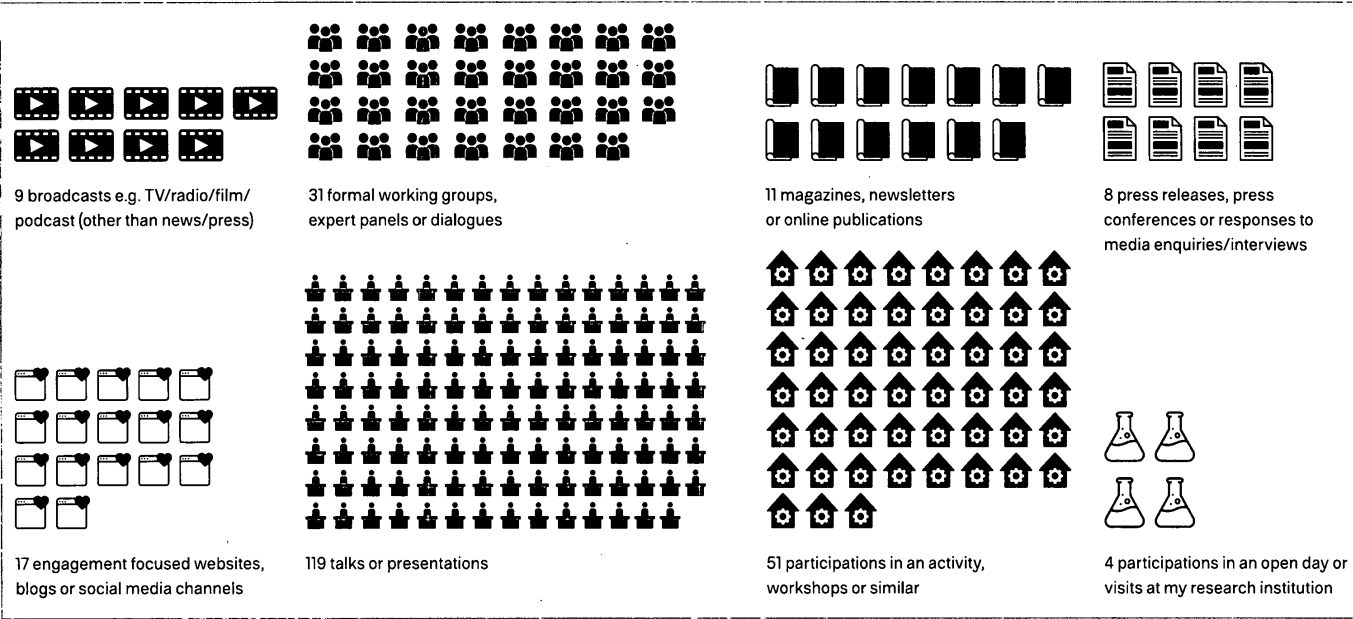 9 broadcasts e.g. TV/radio/film/
podcast (other than news/press)
31 formal working groups,
expert panels or dialogues
11 magazines, newsletters
or online publications
8 press releases, press
conferences or responses to
media enquiries/interviews
17 engagement focused websites,
blogs or social media channels
119 talks or presentations
51 participations in an activity,
workshops or similar
4 participations in an open day or
visits at my research institution